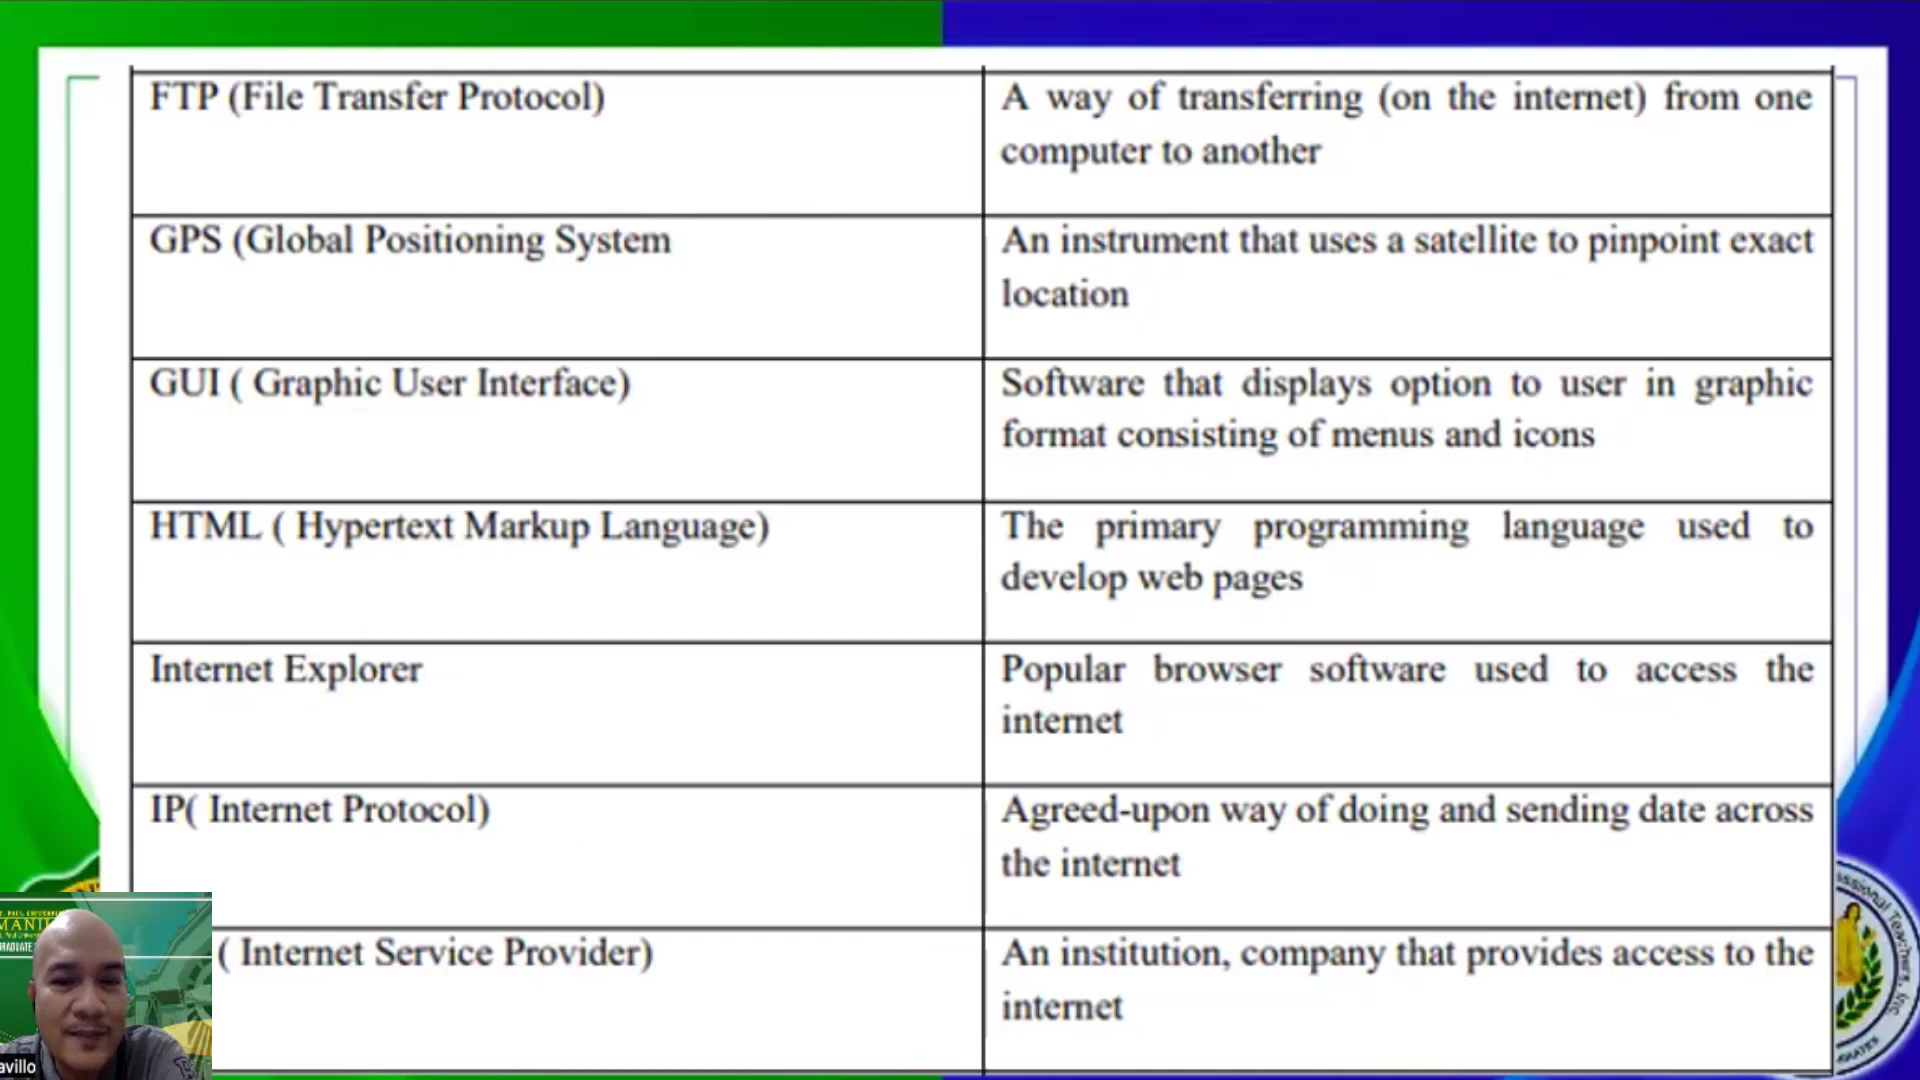 FTP (File Transfer Protocol)
A way of transferring (on the internet) from one
computer to another
GPS (Global Positioning System
An instrument that uses a satellite to pinpoint exact
location
GUI ( Graphic User Interface)
Software that displays option to user in graphic
format consisting of menus and icons
HTML ( Hypertext Markup Language)
The primary programming language used to
develop web pages
Internet Explorer
Popular browser software used to access the
internet
IP( Internet Protocol)
Agreed-upon way of doing and sending date across
the internet
( Internet Service Provider)
An institution, company that provides access to the
internet
avillo